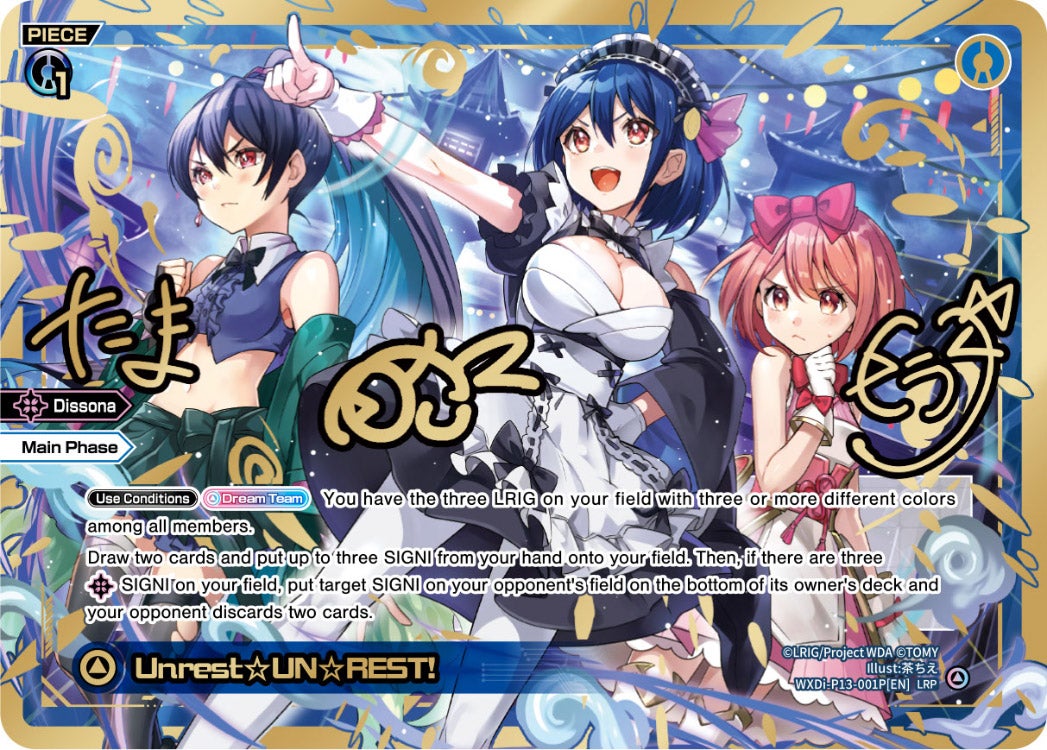 PIECE
1
たま
Dissona
Main Phase
Use Conditions Dream Team You have the three LRIG on your field with three or more different colors
among all members.
Draw two cards and put up to three SIGNI from your hand onto your field. Then, if there are three
SIGNI on your field, put target SIGNI on your opponent's field on the bottom of its owner's deck and
your opponent discards two cards.
Unrest☆UN☆REST!
©LRIG/Project WDA ©TOMY
Illust:茶ちえ
WXDi-P13-001P[EN] LRP